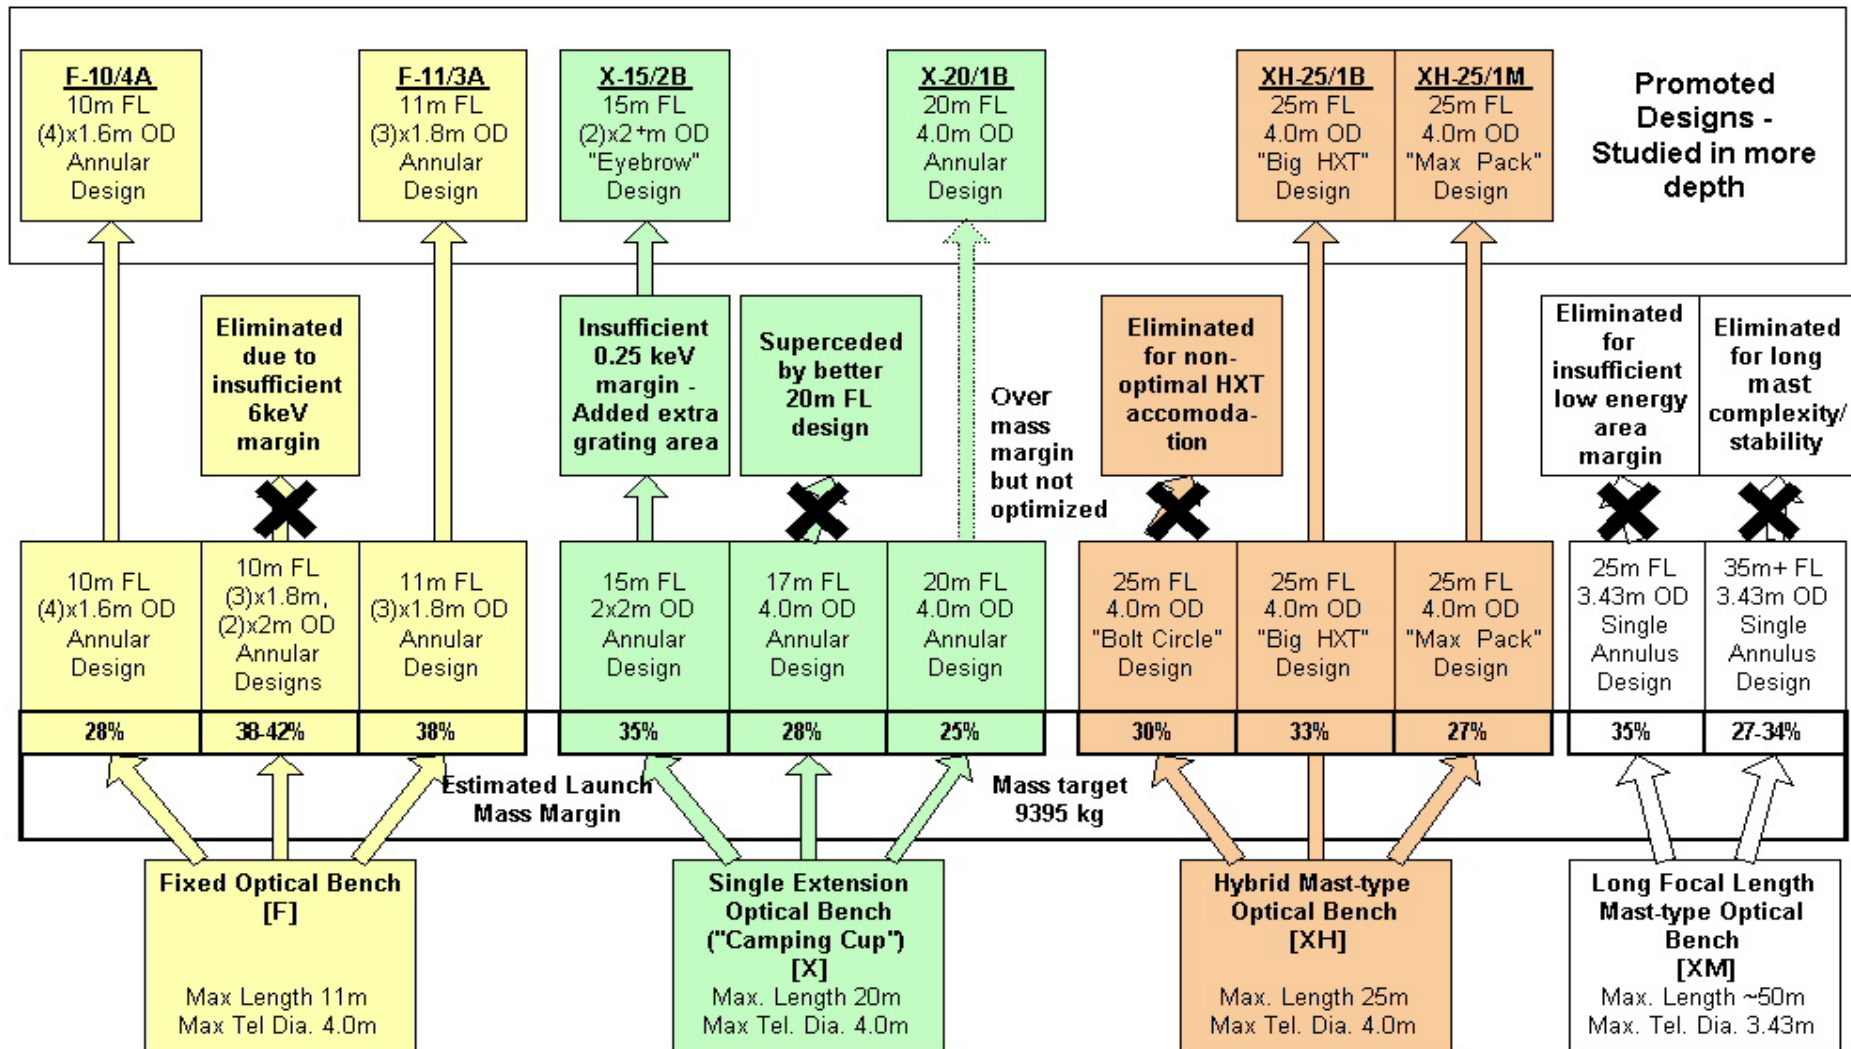 F-10/4A
10m FL
(4)x1.6m OD
Annular
Design
F-11/3A
11m FL
(3)x1.8m OD
Annular
Design
X-15/2B
15m FL
(2)x2+m OD
"Eyebrow"
Design
X-20/1B
20m FL
4.0m OD
Annular
Design
XH-25/1B
25m FL
4.0m OD
"Big HXT"
Design
XH-25/1M
25m FL
4.0m OD
"Max Pack"
Design
Promoted
Designs -
Studied in more
depth
Eliminated
due to
insufficient
6keV
margin
Insufficient
0.25 keV
margin -
Added extra
grating area
Superceded
by better
20m FL
design
Over
mass
margin
but not
optimized
Eliminated
for non-
optimal HXT
accomoda-
tion
Eliminated
for
insufficient
low energy
area
margin
Eliminated
for long
mast
complexity/
stability
10m FL
(4)x1.6m OD
Annular
Design
10m FL
(3)x1.8m,
(2)x2m OD
Annular
Designs
11m FL
(3)x1.8m OD
Annular
Design
15m FL
2x2m OD
Annular
Design
17m FL
4.0m OD
Annular
Design
20m FL
4.0m OD
Annular
Design
25m FL
4.0m OD
"Bolt Circle"
Design
25m FL
4.0m OD
"Big HXT"
Design
25m FL
4.0m OD
"Max Pack"
Design
25m FL
3.43m OD
Single
Annulus
Design
35m+ FL
3.43m OD
Single
Annulus
Design
28%
38-42%
38%
35%
28%
25%
30%
33%
27%
35%
27-34%
Estimated Launch
Mass Margin
Mass target
9395 kg
Fixed Optical Bench
[F]
Max Length 11m
Max Tel Dia. 4.0m
Single Extension
Optical Bench
("Camping Cup")
[X]
Max. Length 20m
Max Tel. Dia. 4.0m
Hybrid Mast-type
Optical Bench
[XH]
Max. Length 25m
Max Tel. Dia. 4.0m
Long Focal Length
Mast-type Optical
Bench
[XM]
Max. Length ~50m
Max. Tel. Dia. 3.43m